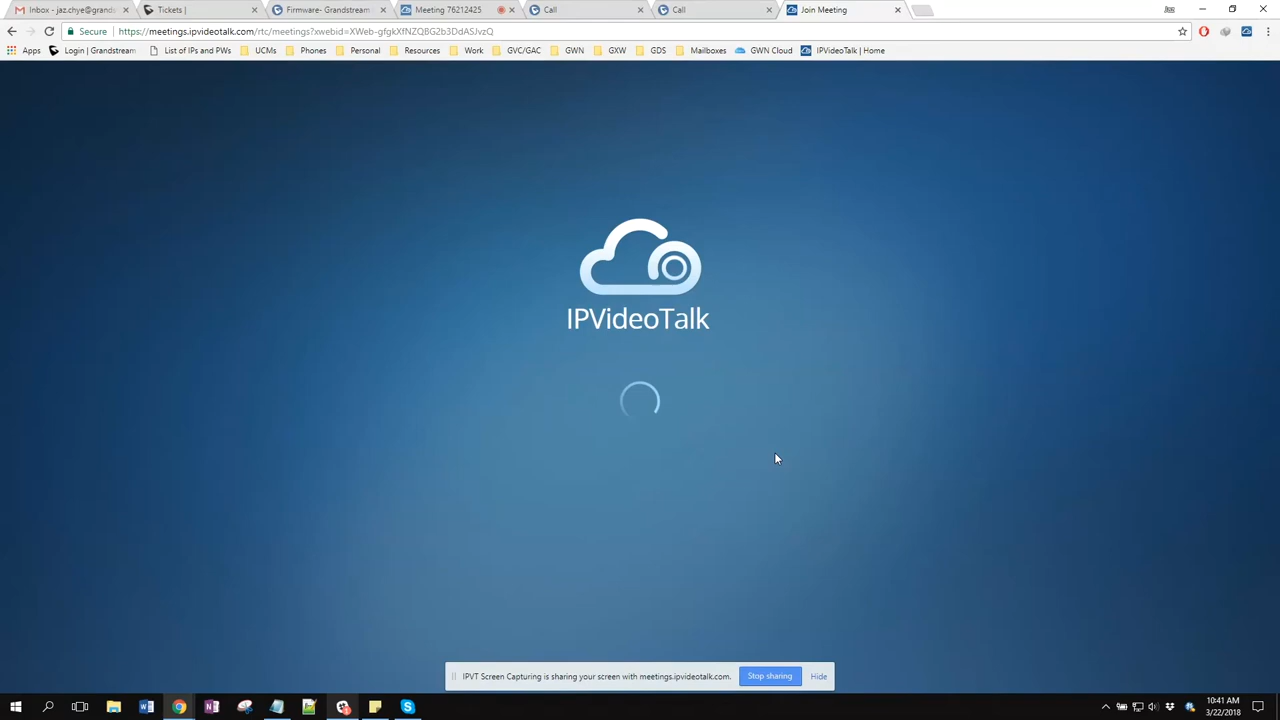 Inbox - jaz.chye@grands
Tickets |
Firmware- Grandstream
Meeting 76212425
Call
Call
Join Meeting
Secure
https://meetings.ipvideotalk.com/rtc/meetings?xwebid=XWeb-gfgkXfNZQBG2b3DdASJvzQ
Apps
Login | Grandstream
List of IPs and PWs
UCMs
Phones
Personal
Resources
Work
GVC/GAC
GWN
GXW
GDS
Mailboxes
GWN Cloud
IPVideoTalk | Home
IPVideoTalk
IPVT Screen Capturing is sharing your screen with meetings.ipvideotalk.com.
Stop sharing
Hide
10:41 AM
3/22/2018